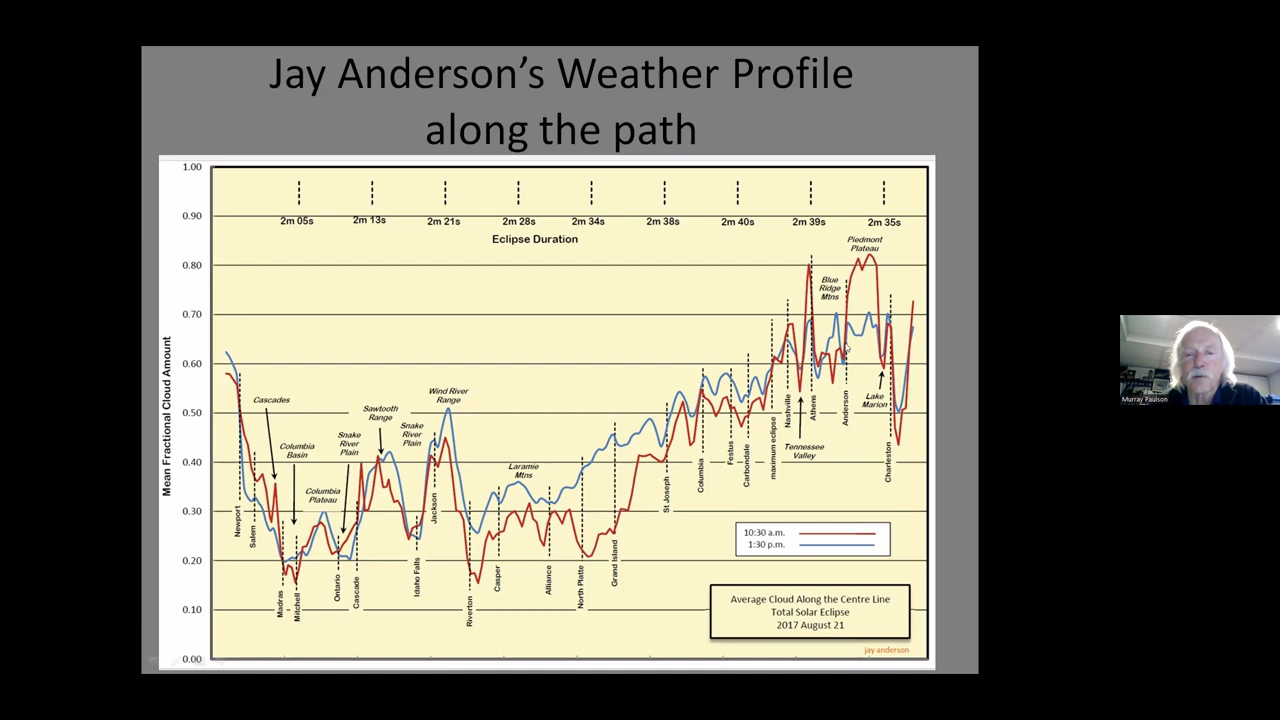 Jay Anderson's Weather Profile
along the path
1.00
0.90
0.80
0.70
0.60
0.50
0.40
0.30
0.20
0.10
0.00
Mean Fractional Cloud Amount
2m 05s
2m 13s
2m 21s
2m 28s
2m 34s
2m 38s
2m 40s
2m 39s
2m 35s
Eclipse Duration
Cascades
Columbia
Basin
Columbia
Plateau
Snake
River
Plain
Sawtooth
Range
Snake
River
Plain
Wind River
Range
Laramie
Mtns
Tennessee
Valley
Blue
Ridge
Mtns
Piedmont
Plateau
Lake
Marion
Newport
Salem
Madras
Mitchell
Ontario
Cascade
Idaho Falls
Jackson
Riverton
Casper
Alliance
North Platte
Grand Island
St Joseph
Columbia
Festus
Carbondale
maximum eclipse
Nashville
Athens
Anderson
Charleston
10:30 a.m.
1:30 p.m.
Average Cloud Along the Centre Line
Total Solar Eclipse
2017 August 21
jay anderson
Murray Paulson